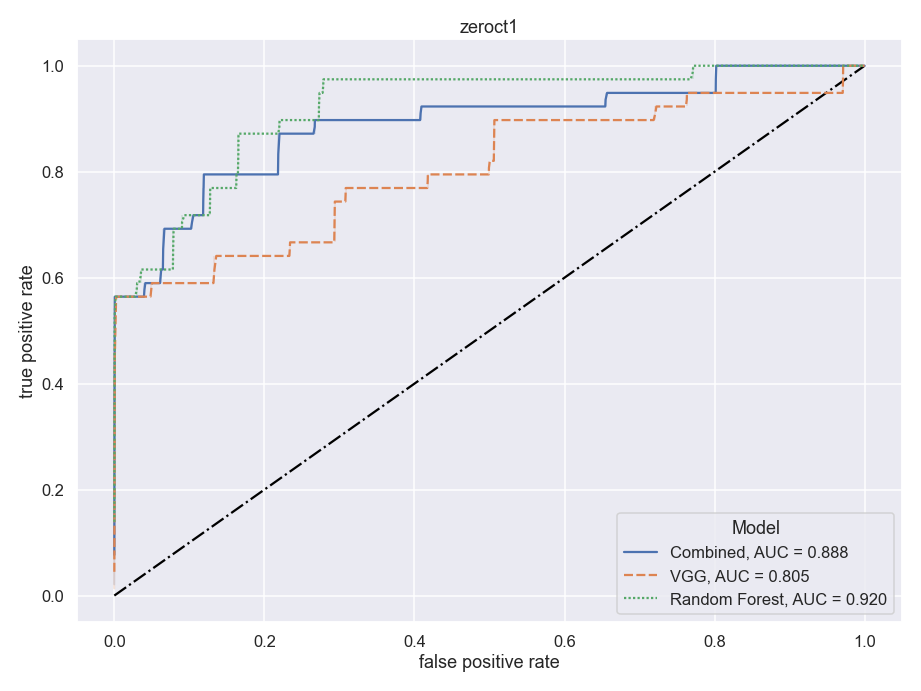 zeroct1
true positive rate
1.0
0.8
0.6
0.4
0.2
0.0
Model
Combined, AUC = 0.888
VGG, AUC = 0.805
Random Forest, AUC = 0.920
0.0 0.2 0.4 0.6 0.8 1.0
false positive rate